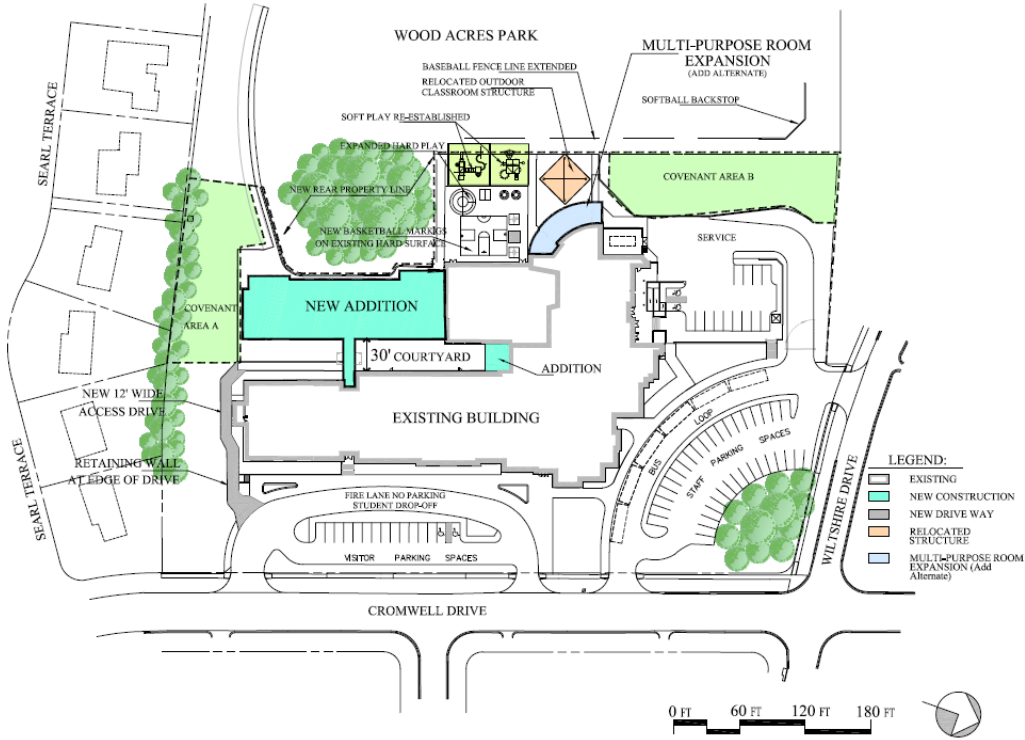 WOOD ACRES PARK
MULTI-PURPOSE ROOM
EXPANSION
(ADD ALTERNATE)
BASEBALL FENCE LINE EXTENDED
RELOCATED OUTDOOR
CLASSROOM STRUCTURE
SOFTBALL BACKSTOP
SOFT PLAY RE-ESTABLISHED
EXPANDED HARD PLAY
SEARL TERRACE
COVENANT AREA B
NEW REAR PROPERTY LINE
NEW BASKETBALL MARKIGS
ON EXISTING HARD SURFACE
SERVICE
COVENANT
AREA A
NEW ADDITION
30' COURTYARD
ADDITION
NEW 12' WIDE
ACCESS DRIVE
EXISTING BUILDING
RETAINING WALL
AT EDGE OF DRIVE
SEARL TERRACE
BUS LOOP
STAFF PARKING SPACES
WILTSHIRE DRIVE
FIRE LANE NO PARKING
STUDENT DROP-OFF
VISITOR PARKING SPACES
CROMWELL DRIVE
LEGEND:
EXISTING
NEW CONSTRUCTION
NEW DRIVE WAY
RELOCATED
STRUCTURE
MULTI-PURPOSE ROOM
EXPANSION (Add
Alternate)
0 FT 60 FT 120 FT 180 FT